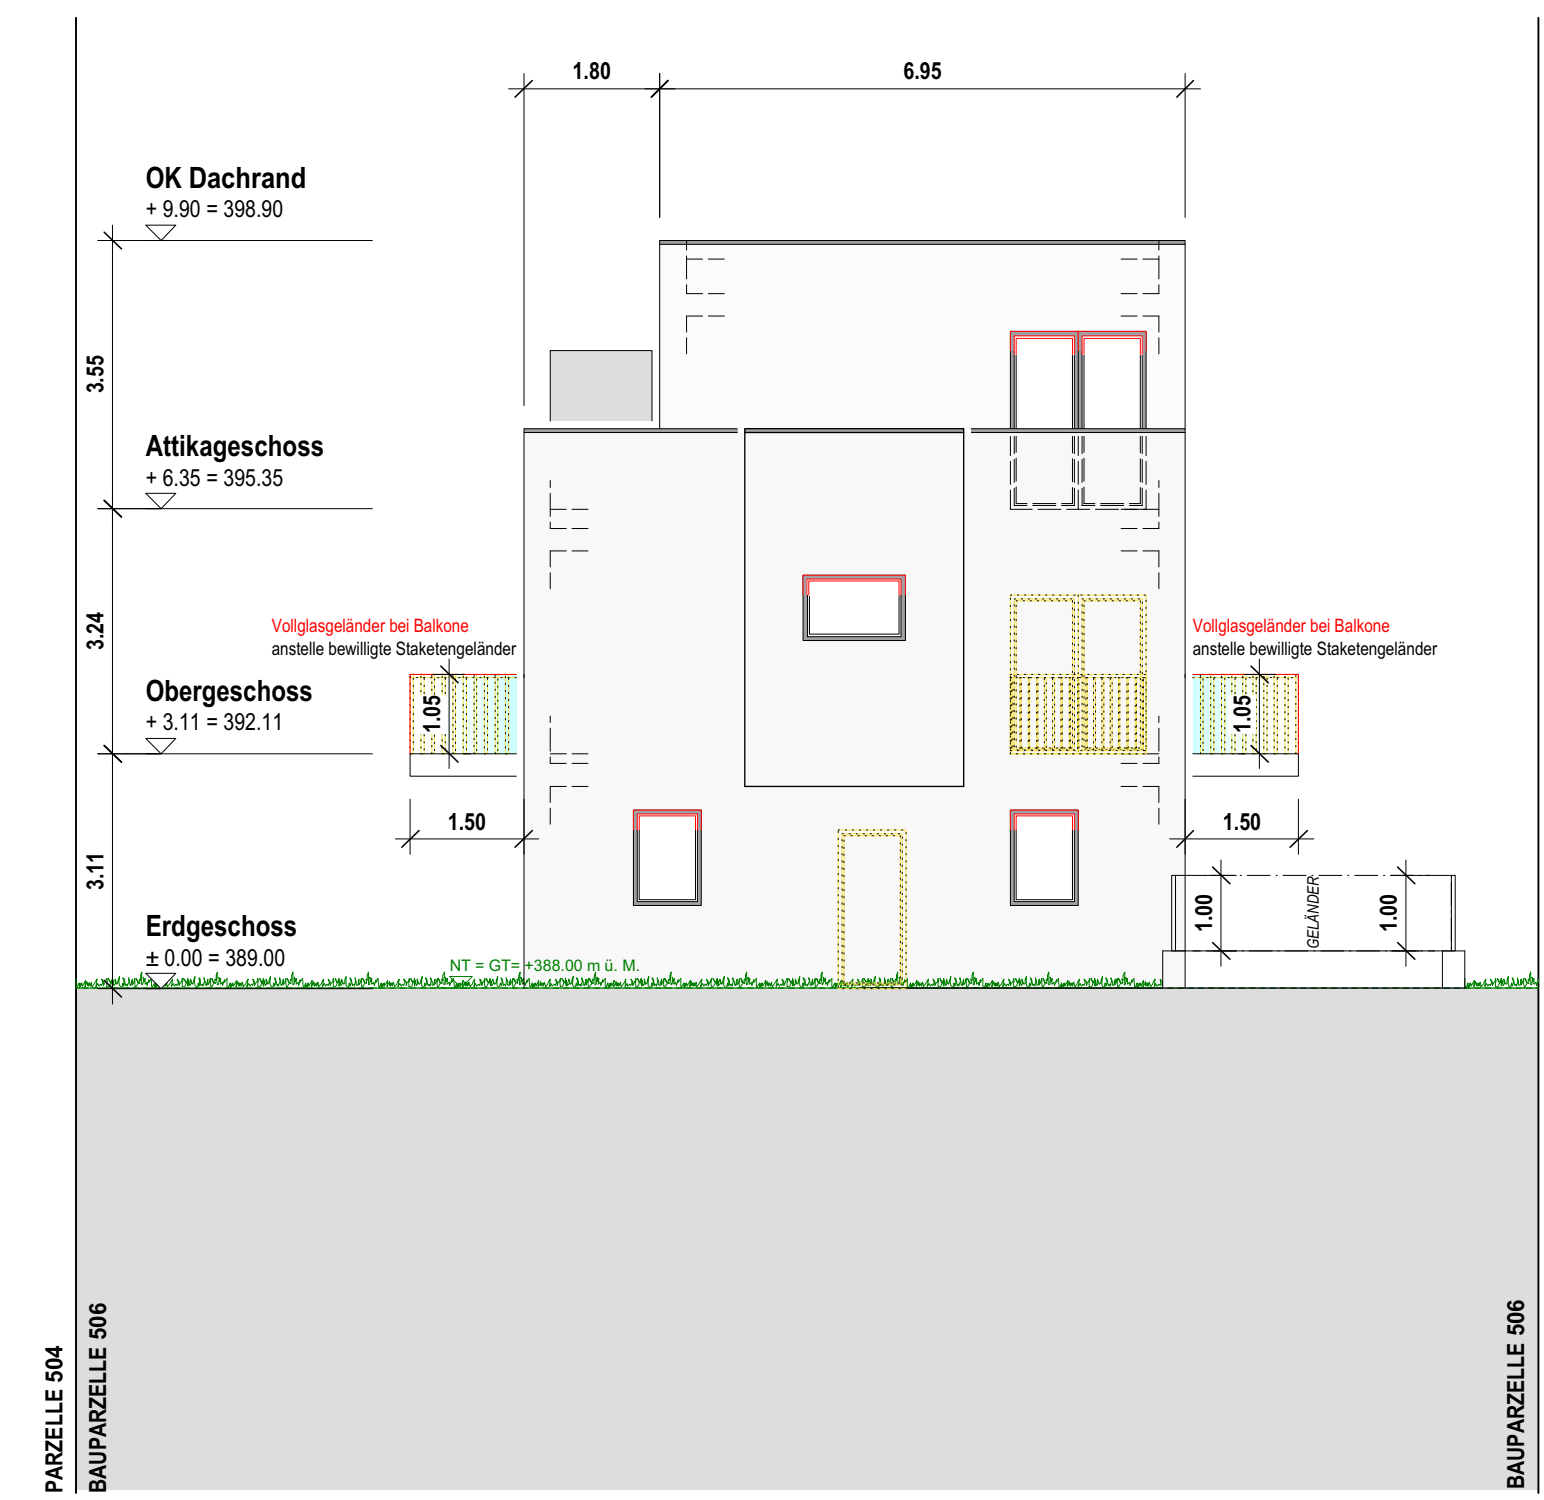 1.80
6.95
OK Dachrand
+ 9.90 = 398.90
3.55
Attikageschoss
+ 6.35 = 395.35
3.24
Vollglasgeländer bei Balkone
anstelle bewilligte Staketengeländer
Vollglasgeländer bei Balkone
anstelle bewilligte Staketengeländer
Obergeschoss
+ 3.11 = 392.11
1.05
1.05
1.50
1.50
3.11
Erdgeschoss
± 0.00 = 389.00
NT = GT= +388.00 m ü. M.
1.00
GELÄNDER
1.00
PARZELLE 504
BAUPARZELLE 506
BAUPARZELLE 506